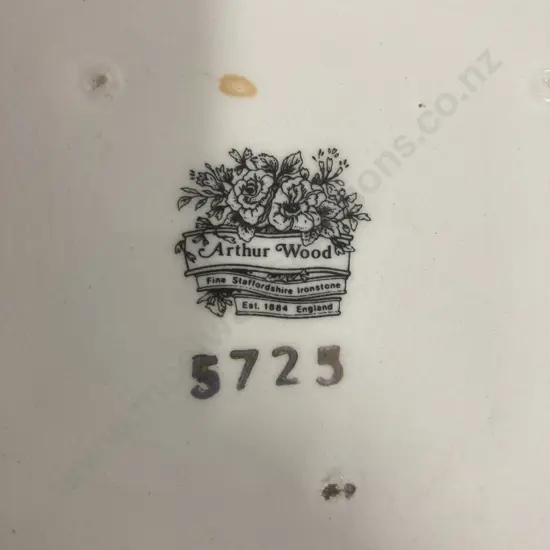 Arthur Wood
Fine Staffordshire Ironstone
Est. 1884 England
5725